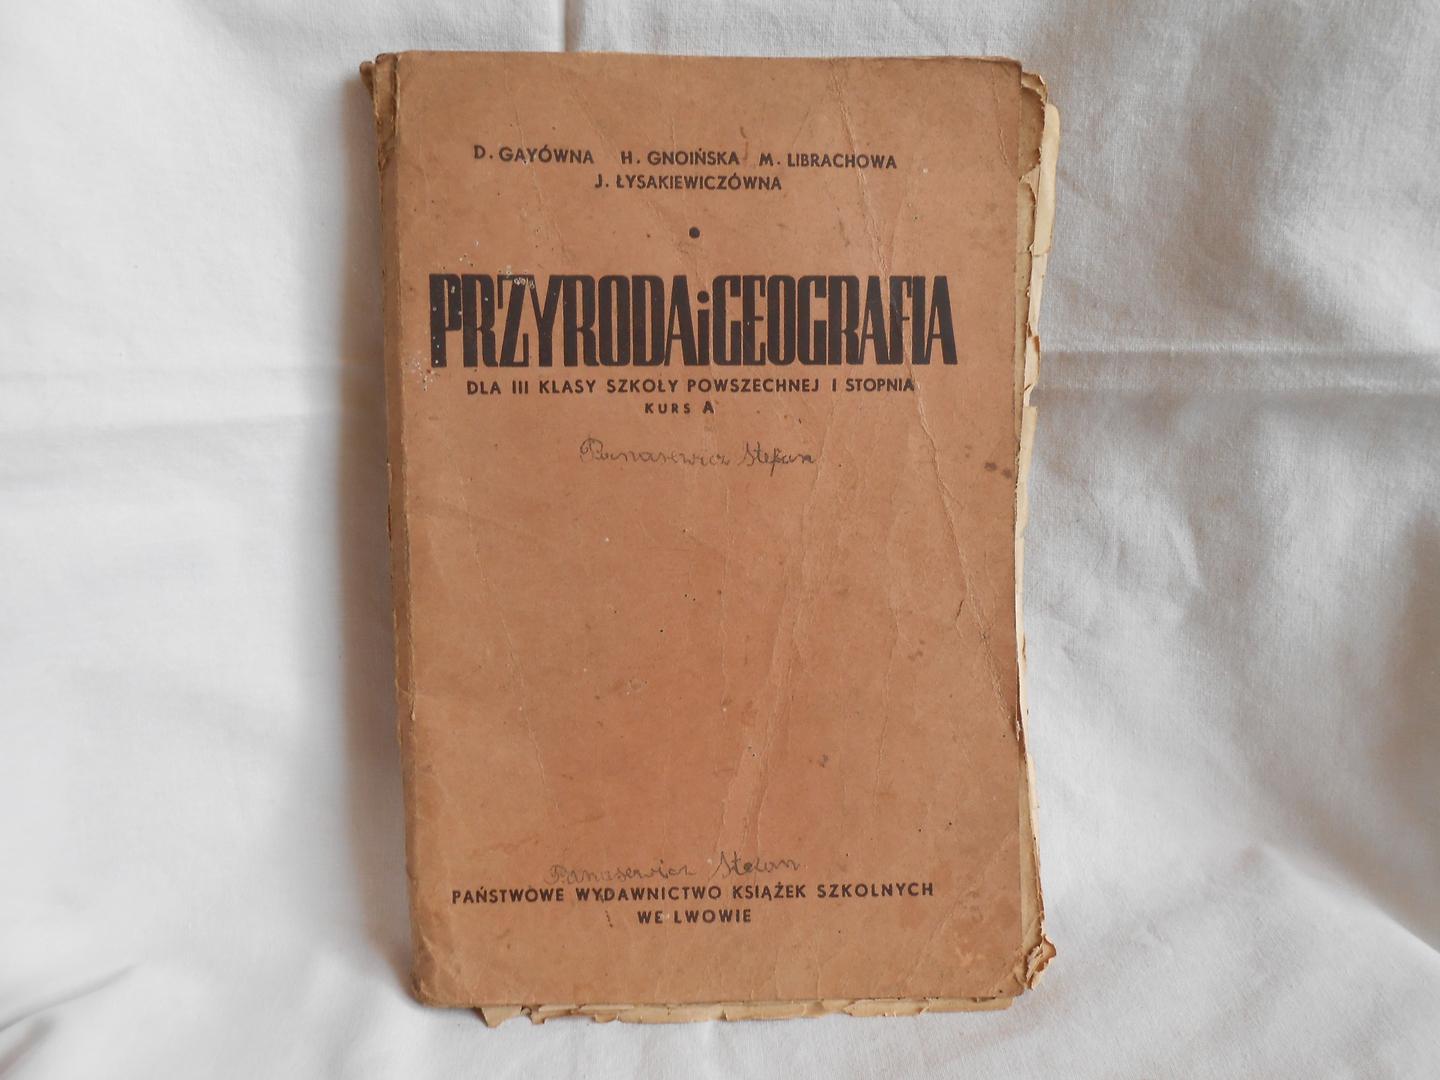 D. GAYÓWNA H. GNOIŃSKA M. LIBRACHOWA
J. ŁYSAKIEWICZÓWNA
PRZYRODA i GEOGRAFIA
DLA III KLASY SZKOŁY POWSZECHNEJ I STOPNIA
KURS A
Panasewicz Stefan
Panasewicz Stefan
PAŃSTWOWE WYDAWNICTWO KSIĄŻEK SZKOLNYCH
WE LWOWIE